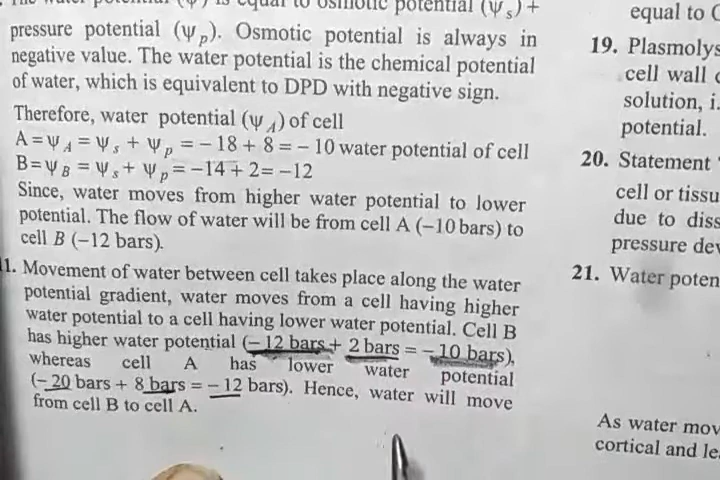 is equal to osmotic potential (ψs) +
pressure potential (ψp). Osmotic potential is always in
negative value. The water potential is the chemical potential
of water, which is equivalent to DPD with negative sign.
Therefore, water potential (ψA) of cell
A = ψA = ψs + ψp = – 18 + 8 = – 10 water potential of cell
B = ψB = ψs + ψp = –14 + 2 = –12
Since, water moves from higher water potential to lower
potential. The flow of water will be from cell A (–10 bars) to
cell B (–12 bars).
1. Movement of water between cell takes place along the water
potential gradient, water moves from a cell having higher
water potential to a cell having lower water potential. Cell B
has higher water potential (– 12 bars + 2 bars = – 10 bars),
whereas cell A has lower water potential
(– 20 bars + 8 bars = – 12 bars). Hence, water will move
from cell B to cell A.
equal to
19. Plasmolys
cell wall
solution, i.
potential.
20. Statement
cell or tissu
due to diss
pressure dev
21. Water poten
As water mov
cortical and le